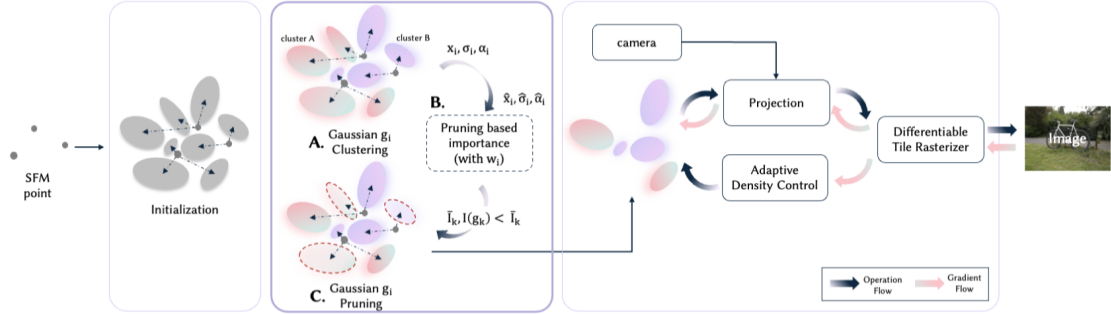 SFM
point
Initialization
cluster A
cluster B
A. Gaussian gᵢ
Clustering
xᵢ, σᵢ, αᵢ
B.
x̂ᵢ, σ̂ᵢ, α̂ᵢ
Pruning based
importance
(with wᵢ)
Īₖ, I(gₖ) < Īₖ
C. Gaussian gᵢ
Pruning
camera
Projection
Differentiable
Tile Rasterizer
Adaptive
Density Control
Image
Operation
Flow
Gradient
Flow